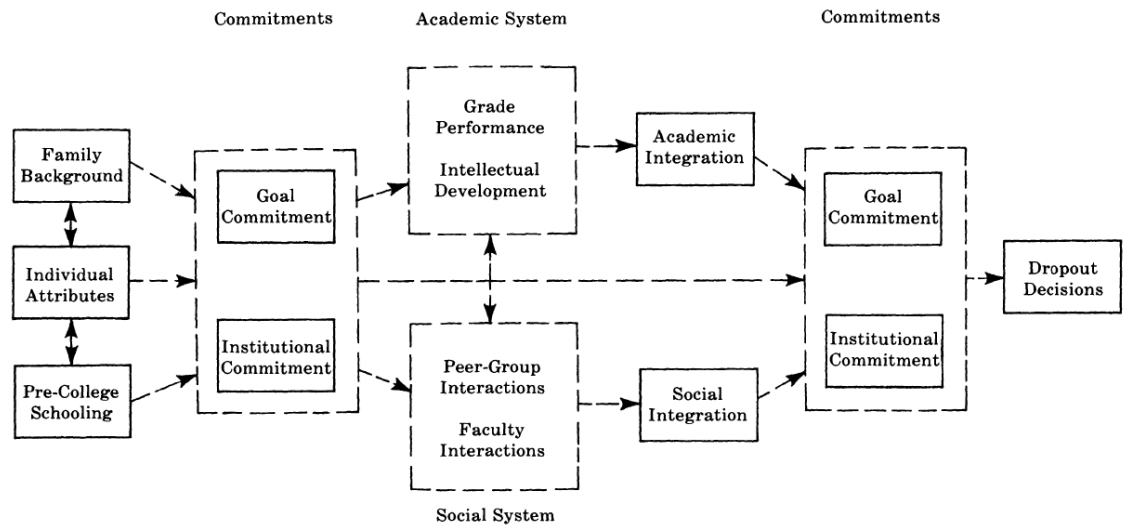 Commitments
Academic System
Commitments
Family
Background
Individual
Attributes
Pre-College
Schooling
Goal
Commitment
Institutional
Commitment
Grade
Performance
Intellectual
Development
Peer-Group
Interactions
Faculty
Interactions
Social System
Academic
Integration
Social
Integration
Goal
Commitment
Institutional
Commitment
Dropout
Decisions